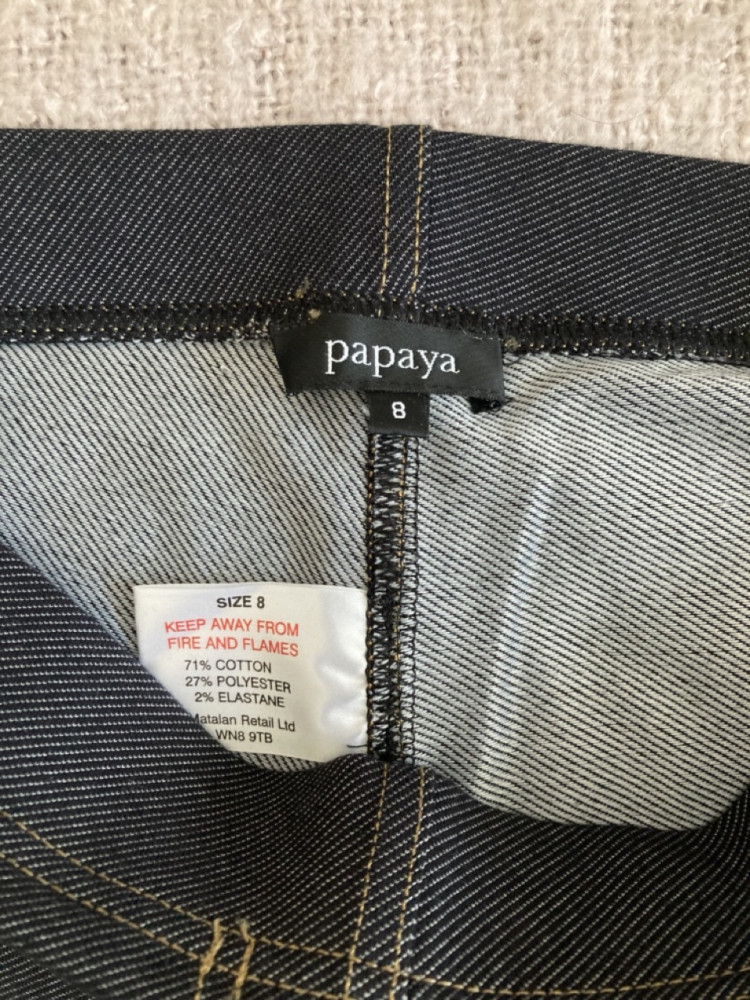 papaya
8
SIZE 8
KEEP AWAY FROM
FIRE AND FLAMES
71% COTTON
27% POLYESTER
2% ELASTANE
Matalan Retail Ltd
WN8 9TB